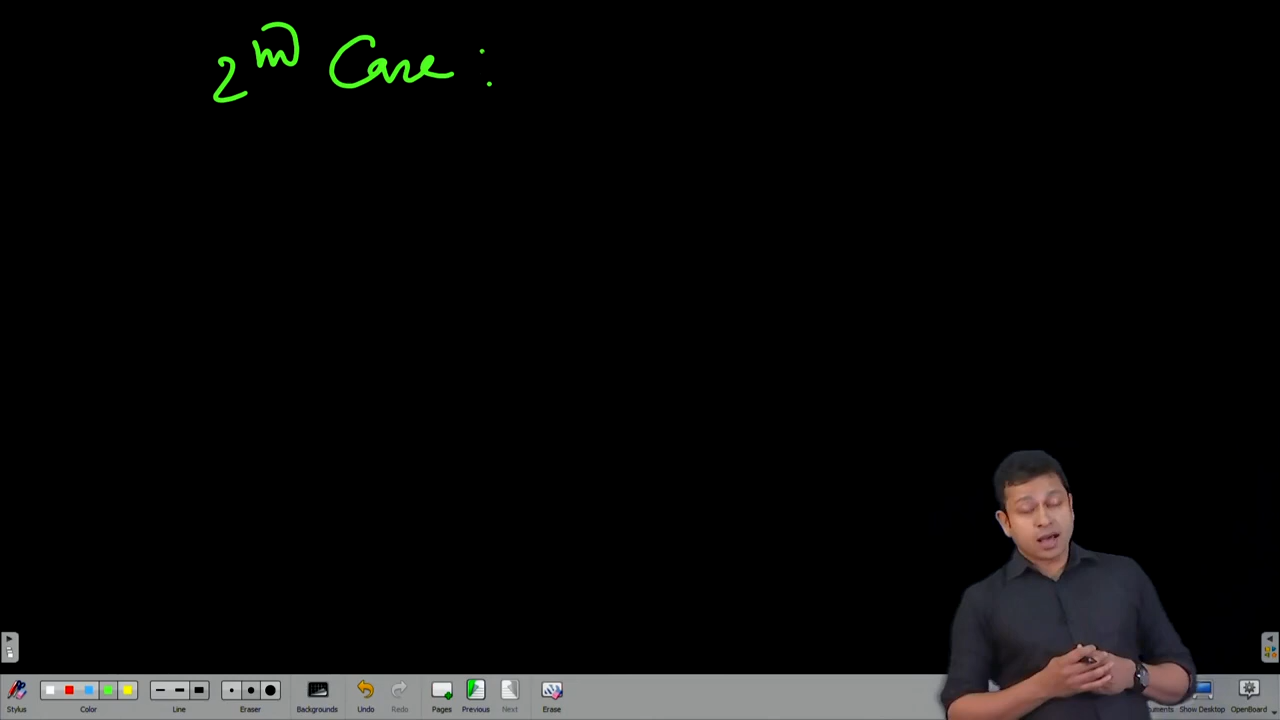 2nd Case :
Stylus
Color
Line
Eraser
Backgrounds
Undo
Redo
Pages
Previous
Next
Erase
Show Desktop
OpenBoard